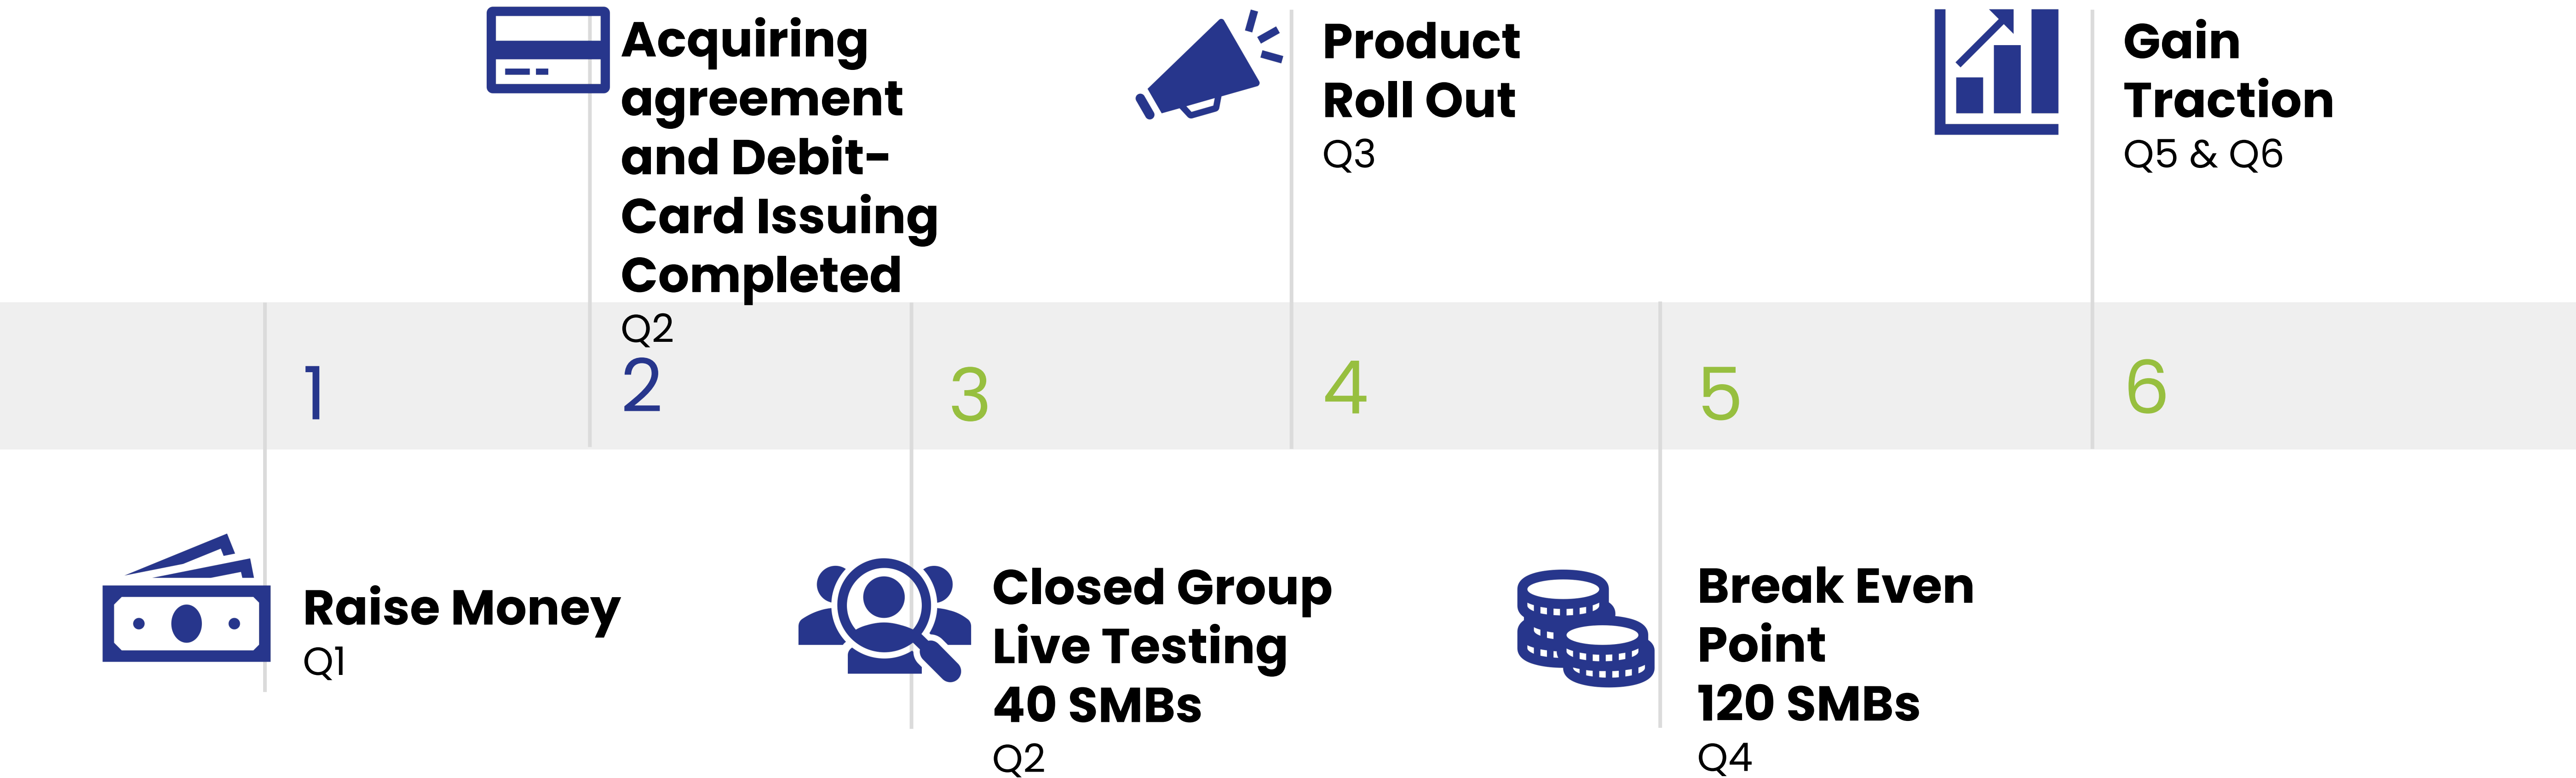 Acquiring
agreement
and Debit-
Card Issuing
Completed
Q2
Product
Roll Out
Q3
Gain
Traction
Q5 & Q6
1
2
3
4
5
6
Raise Money
Q1
Closed Group
Live Testing
40 SMBs
Q2
Break Even
Point
120 SMBs
Q4